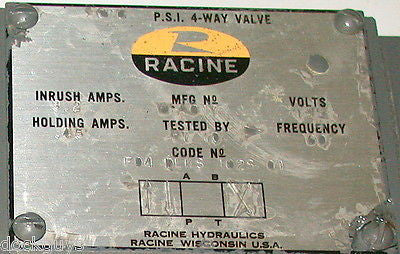 P.S.I. 4-WAY VALVE
R
RACINE
INRUSH AMPS. MFG Nº VOLTS
HOLDING AMPS. TESTED BY FREQUENCY
CODE Nº
A B
P T
RACINE HYDRAULICS
RACINE WISCONSIN U.S.A.
dockguys